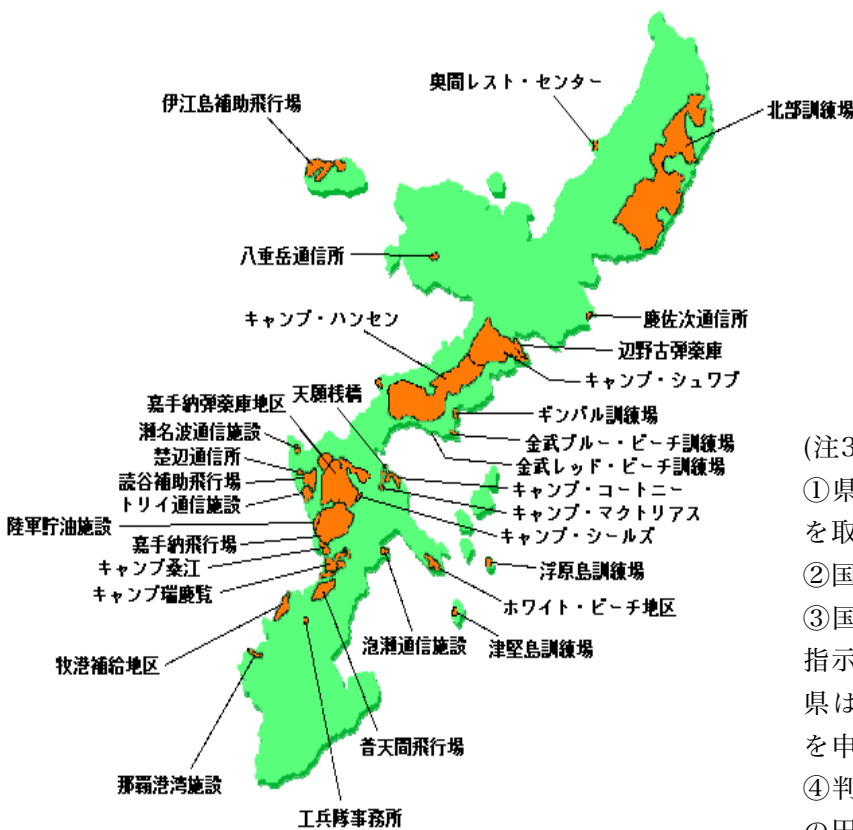 奥間レスト・センター
伊江島補助飛行場
北部訓練場
八重岳通信所
キャンプ・ハンセン
慶佐次通信所
辺野古弾薬庫
キャンプ・シュワブ
天願桟橋
嘉手納弾薬庫地区
ギンバル訓練場
瀬名波通信施設
金武ブルー・ビーチ訓練場
楚辺通信所
金武レッド・ビーチ訓練場
読谷補助飛行場
キャンプ・コートニー
トリイ通信施設
キャンプ・マクトリアス
陸軍貯油施設
キャンプ・シールズ
嘉手納飛行場
キャンプ桑江
浮原島訓練場
キャンプ瑞慶覧
ホワイト・ビーチ地区
泡瀬通信施設
津堅島訓練場
牧港補給地区
普天間飛行場
那覇港湾施設
工兵隊事務所
(注3
①県
を取
②国
③国
指示
県は
を申
④判